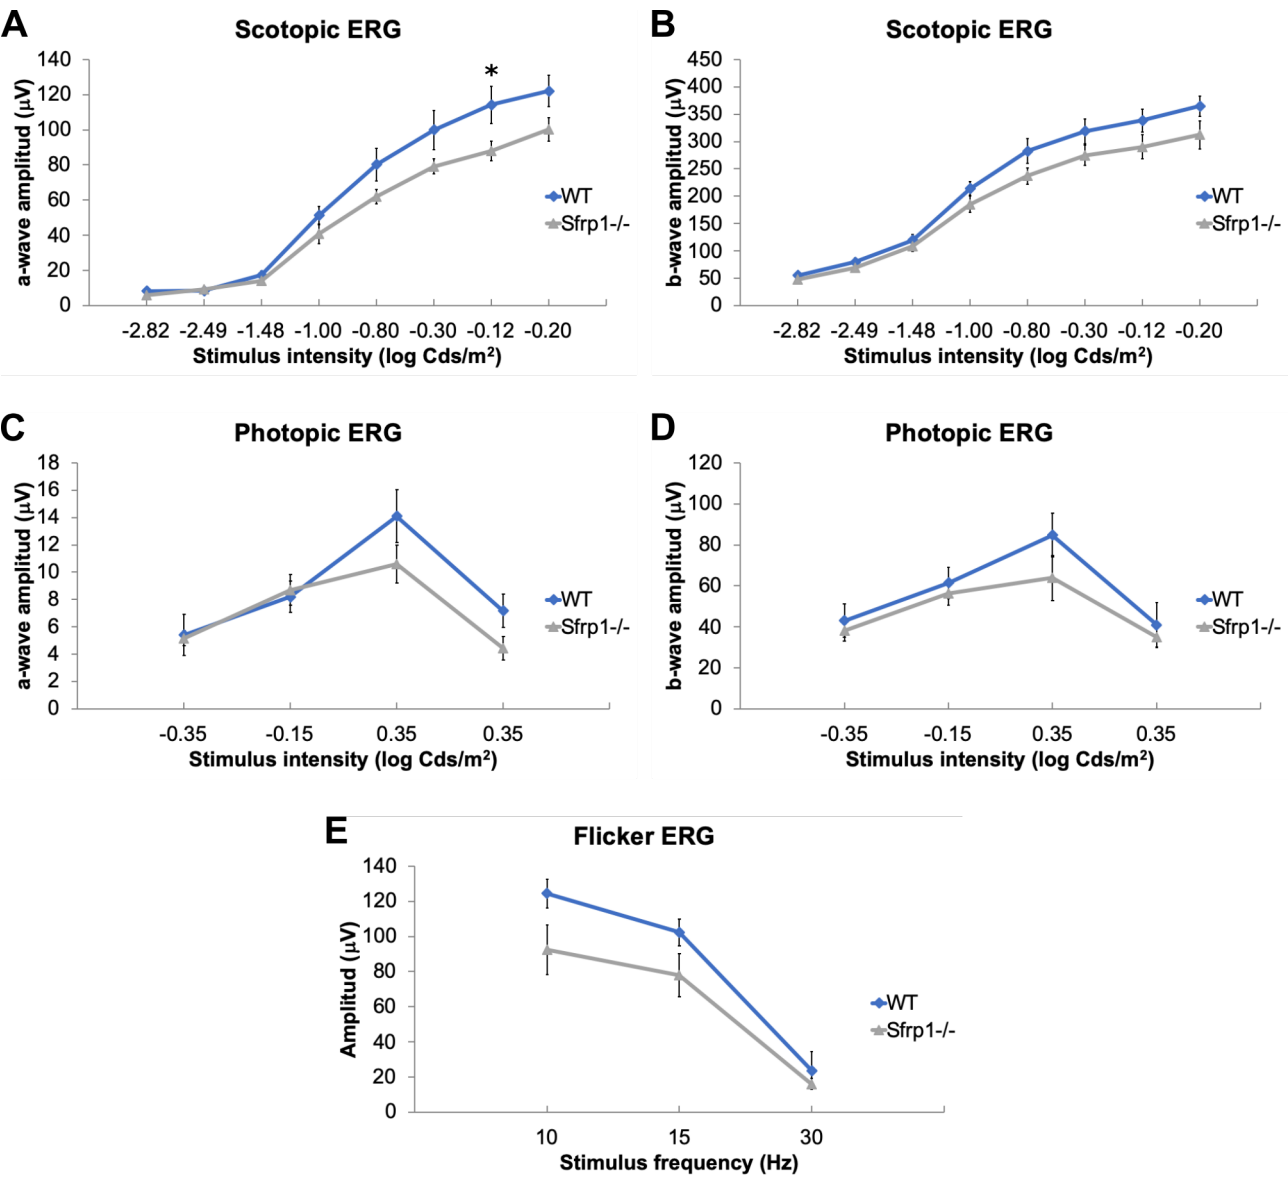 A
Scotopic ERG
a-wave amplitud (μV)
140
120
100
80
60
40
20
0
*
WT
Sfrp1-/-
-2.82 -2.49 -1.48 -1.00 -0.80 -0.30 -0.12 -0.20
Stimulus intensity (log Cds/m²)
B
Scotopic ERG
b-wave amplitud (μV)
450
400
350
300
250
200
150
100
50
0
WT
Sfrp1-/-
-2.82 -2.49 -1.48 -1.00 -0.80 -0.30 -0.12 -0.20
Stimulus intensity (log Cds/m²)
C
Photopic ERG
a-wave amplitud (μV)
18
16
14
12
10
8
6
4
2
0
WT
Sfrp1-/-
-0.35 -0.15 0.35 0.35
Stimulus intensity (log Cds/m²)
D
Photopic ERG
b-wave amplitud (μV)
120
100
80
60
40
20
0
WT
Sfrp1-/-
-0.35 -0.15 0.35 0.35
Stimulus intensity (log Cds/m²)
E
Flicker ERG
Amplitud (μV)
140
120
100
80
60
40
20
0
WT
Sfrp1-/-
10 15 30
Stimulus frequency (Hz)